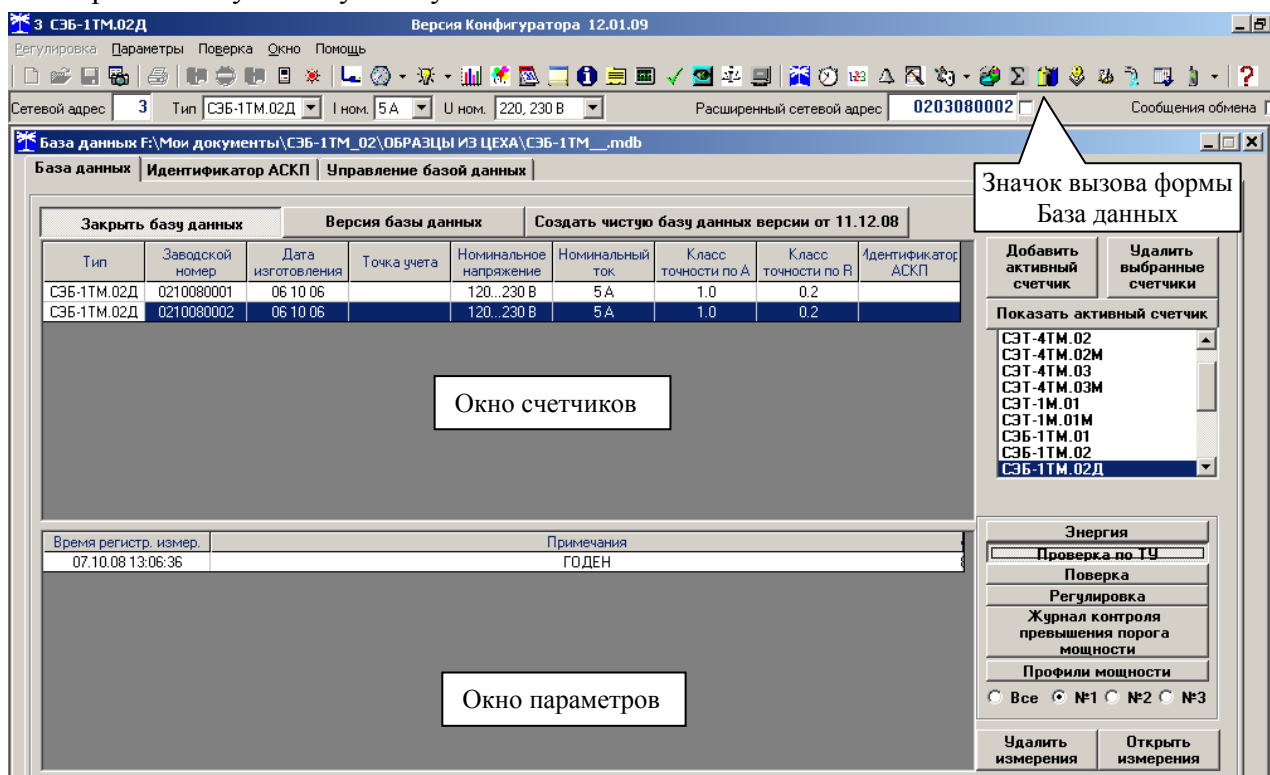 3 СЭБ-1ТМ.02Д Версия Конфигуратора 12.01.09
Регулировка Параметры Поверка Окно Помощь
Сетевой адрес 3 Тип СЭБ-1ТМ.02Д I ном. 5 А U ном. 220, 230 В Расширенный сетевой адрес 0203080002 Сообщения обмена
База данных F:\Мои документы\СЭБ-1ТМ_02\ОБРАЗЦЫ ИЗ ЦЕХА\СЭБ-1ТМ__.mdb
База данных Идентификатор АСКП Управление базой данных
Значок вызова формы
База данных
Закрыть базу данных Версия базы данных Создать чистую базу данных версии от 11.12.08
Тип Заводской номер Дата изготовления Точка учета Номинальное напряжение Номинальный ток Класс точности по А Класс точности по R Идентификатор АСКП
СЭБ-1ТМ.02Д 0210080001 06 10 06 120...230 В 5 А 1.0 0.2
СЭБ-1ТМ.02Д 0210080002 06 10 06 120...230 В 5 А 1.0 0.2
Окно счетчиков
Добавить активный счетчик
Удалить выбранные счетчики
Показать активный счетчик
СЭТ-4ТМ.02
СЭТ-4ТМ.02М
СЭТ-4ТМ.03
СЭТ-4ТМ.03М
СЭТ-1М.01
СЭТ-1М.01М
СЭБ-1ТМ.01
СЭБ-1ТМ.02
СЭБ-1ТМ.02Д
Время регистр. измер. Примечания
07.10.08 13:06:36 ГОДЕН
Окно параметров
Энергия
Проверка по ТУ
Поверка
Регулировка
Журнал контроля
превышения порога
мощности
Профили мощности
Все №1 №2 №3
Удалить измерения
Открыть измерения